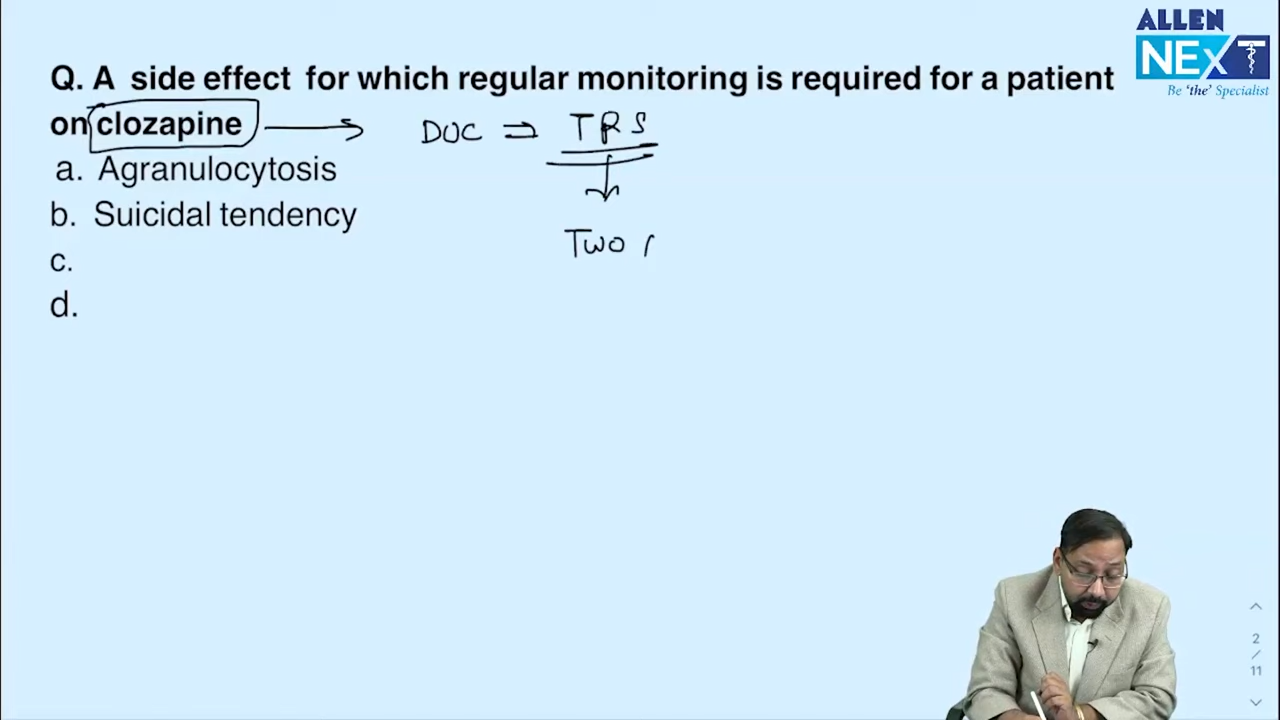 ALLEN
NEXT
Be 'the' Specialist
Q. A side effect for which regular monitoring is required for a patient
on clozapine → DOC ⇒ TRS
a. Agranulocytosis
b. Suicidal tendency
Two
c.
d.
2
/
11